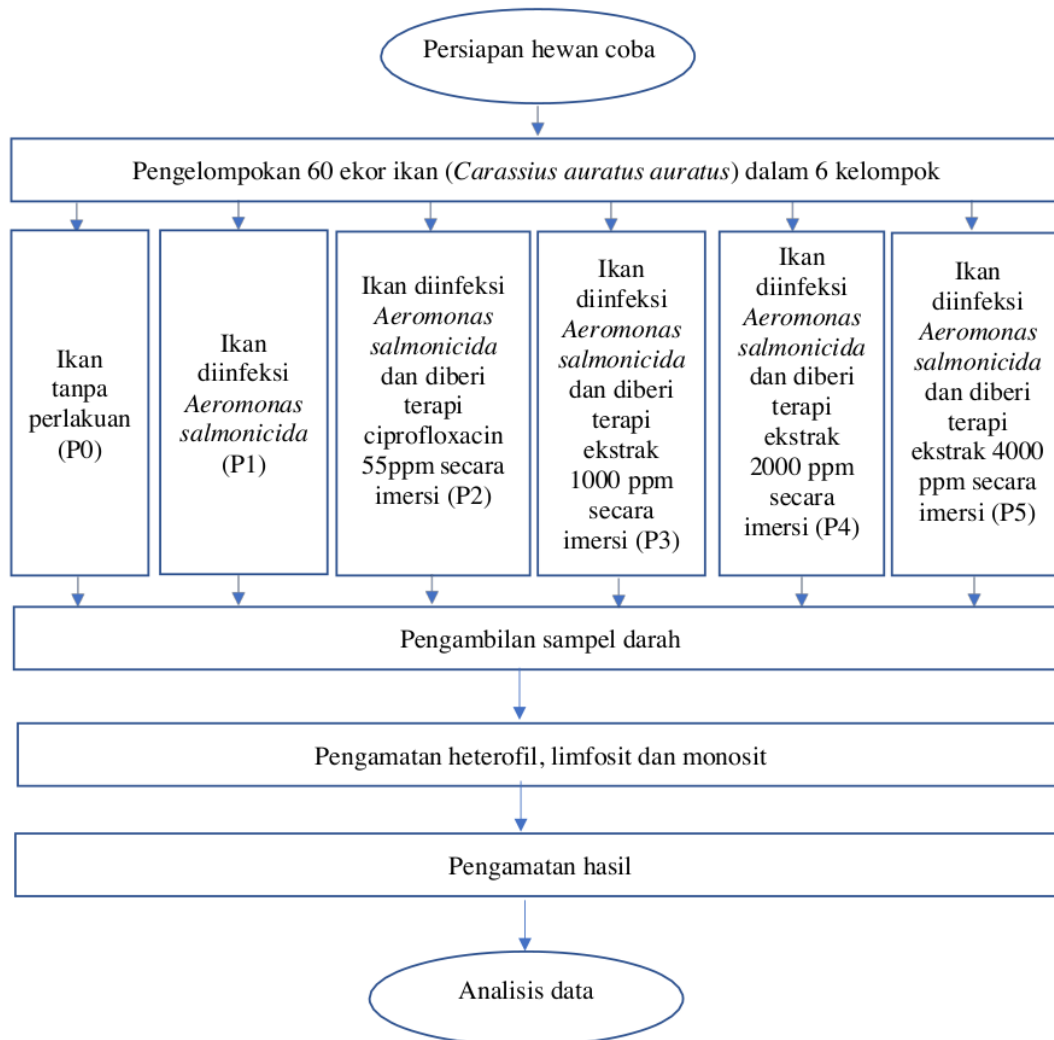 Persiapan hewan coba
Pengelompokan 60 ekor ikan (Carassius auratus auratus) dalam 6 kelompok
Ikan
tanpa
perlakuan
(P0)
Ikan
diinfeksi
Aeromonas
salmonicida
(P1)
Ikan diinfeksi
Aeromonas
salmonicida
dan diberi
terapi
ciprofloxacin
55ppm secara
imersi (P2)
Ikan
diinfeksi
Aeromonas
salmonicida
dan diberi
terapi
ekstrak
1000 ppm
secara
imersi (P3)
Ikan
diinfeksi
Aeromonas
salmonicida
dan diberi
terapi
ekstrak
2000 ppm
secara
imersi (P4)
Ikan
diinfeksi
Aeromonas
salmonicida
dan diberi
terapi
ekstrak 4000
ppm secara
imersi (P5)
Pengambilan sampel darah
Pengamatan heterofil, limfosit dan monosit
Pengamatan hasil
Analisis data